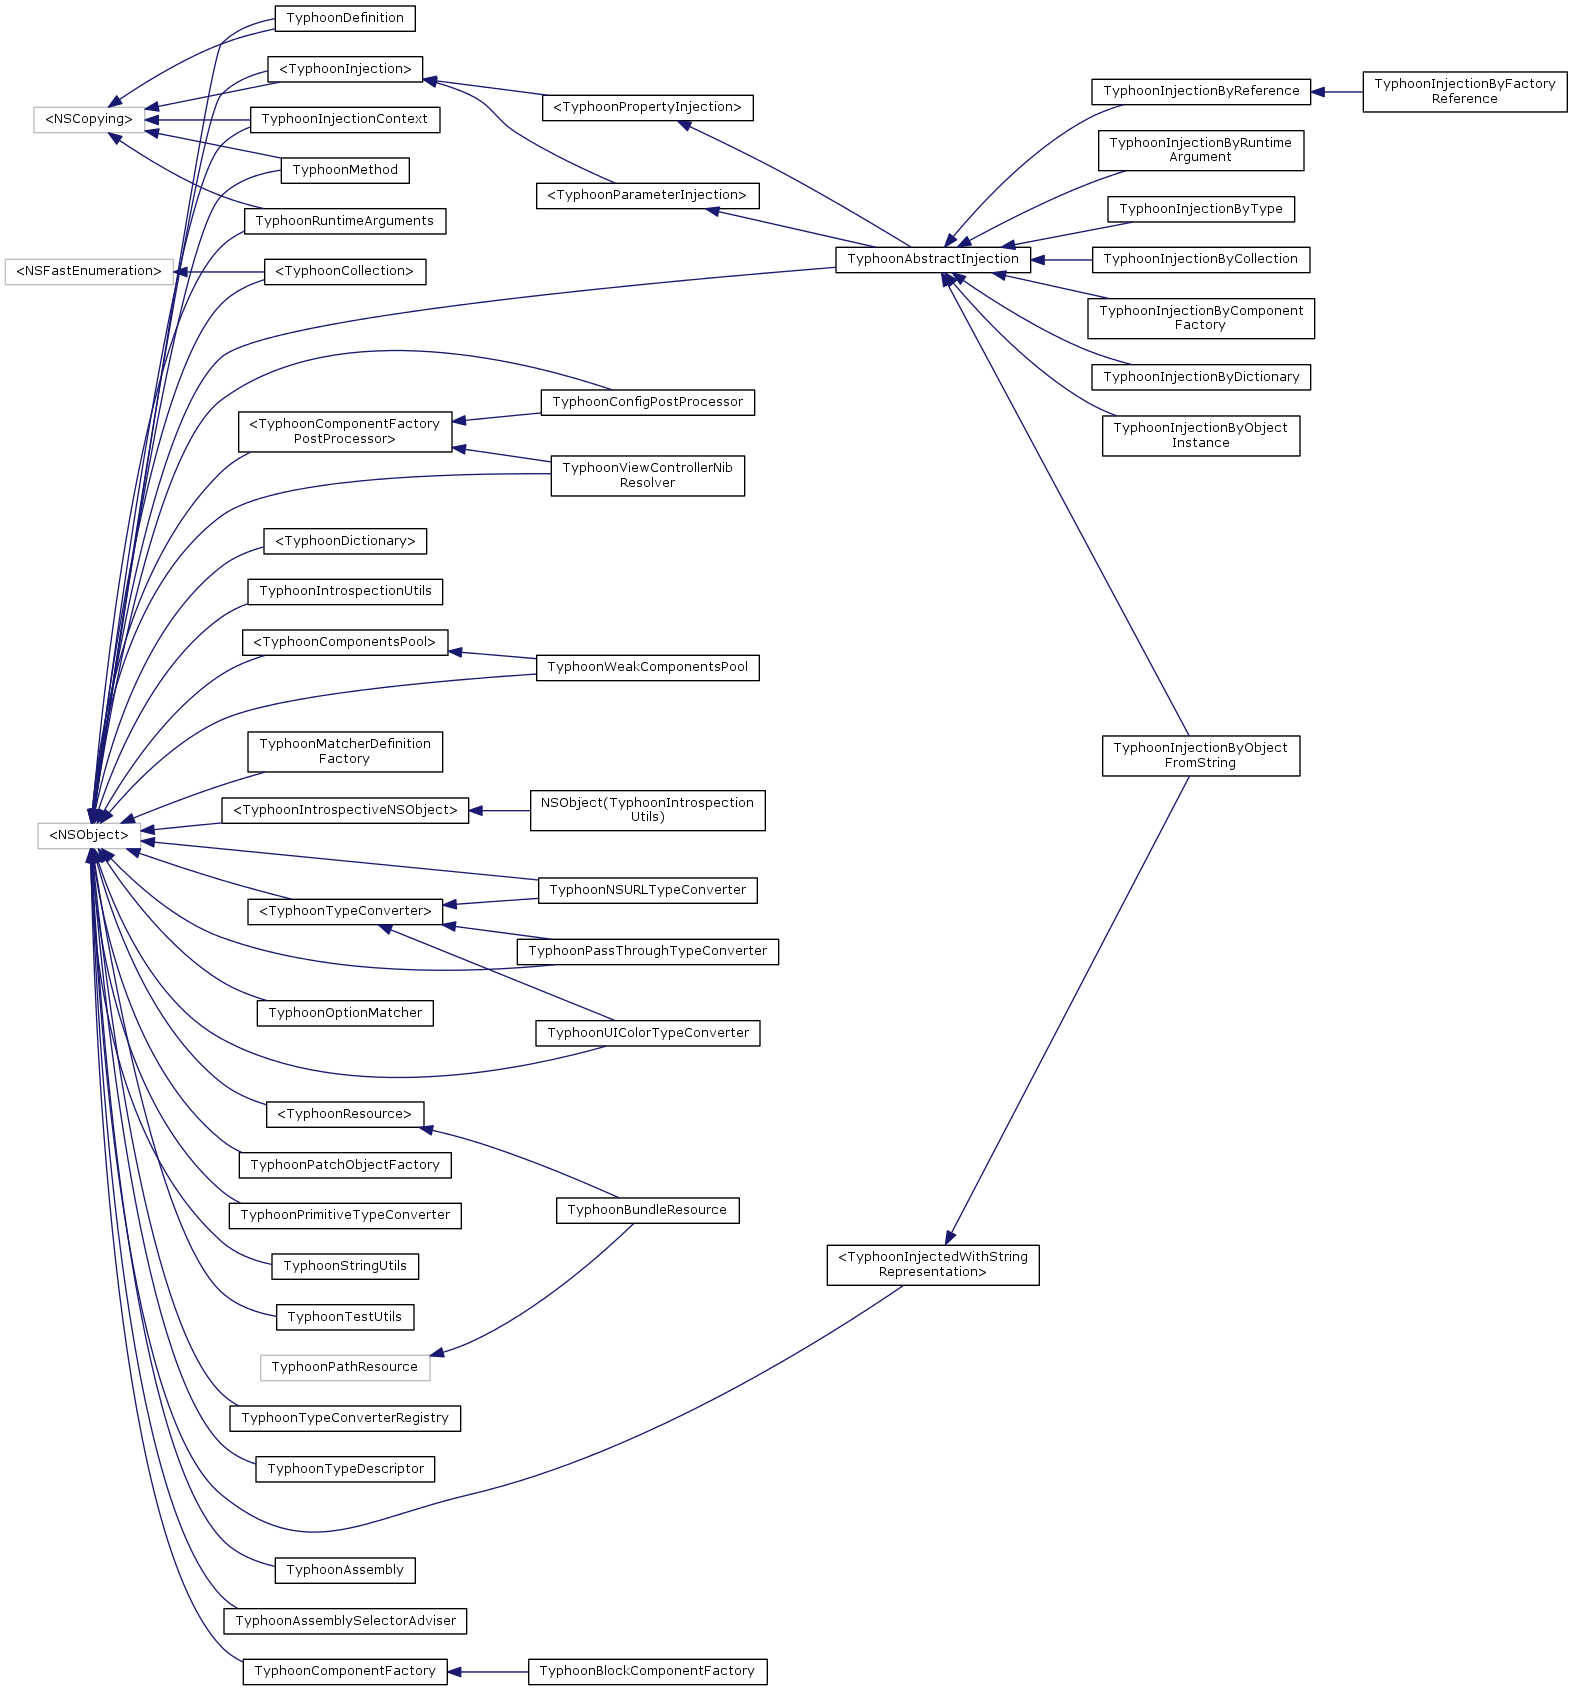 TyphoonDefinition
<TyphoonInjection>
<NSCopying>
TyphoonInjectionContext
TyphoonMethod
TyphoonRuntimeArguments
<NSFastEnumeration>
<TyphoonCollection>
<TyphoonPropertyInjection>
<TyphoonParameterInjection>
TyphoonAbstractInjection
TyphoonInjectionByReference
TyphoonInjectionByFactory
Reference
TyphoonInjectionByRuntime
Argument
TyphoonInjectionByType
TyphoonInjectionByCollection
TyphoonInjectionByComponent
Factory
TyphoonInjectionByDictionary
TyphoonInjectionByObject
Instance
TyphoonConfigPostProcessor
<TyphoonComponentFactory
PostProcessor>
TyphoonViewControllerNib
Resolver
<TyphoonDictionary>
TyphoonIntrospectionUtils
<TyphoonComponentsPool>
TyphoonWeakComponentsPool
TyphoonMatcherDefinition
Factory
TyphoonInjectionByObject
FromString
<TyphoonIntrospectiveNSObject>
NSObject(TyphoonIntrospection
Utils)
<NSObject>
TyphoonNSURLTypeConverter
<TyphoonTypeConverter>
TyphoonPassThroughTypeConverter
TyphoonOptionMatcher
TyphoonUIColorTypeConverter
<TyphoonResource>
TyphoonPatchObjectFactory
TyphoonPrimitiveTypeConverter
TyphoonBundleResource
TyphoonStringUtils
<TyphoonInjectedWithString
Representation>
TyphoonTestUtils
TyphoonPathResource
TyphoonTypeConverterRegistry
TyphoonTypeDescriptor
TyphoonAssembly
TyphoonAssemblySelectorAdviser
TyphoonComponentFactory
TyphoonBlockComponentFactory